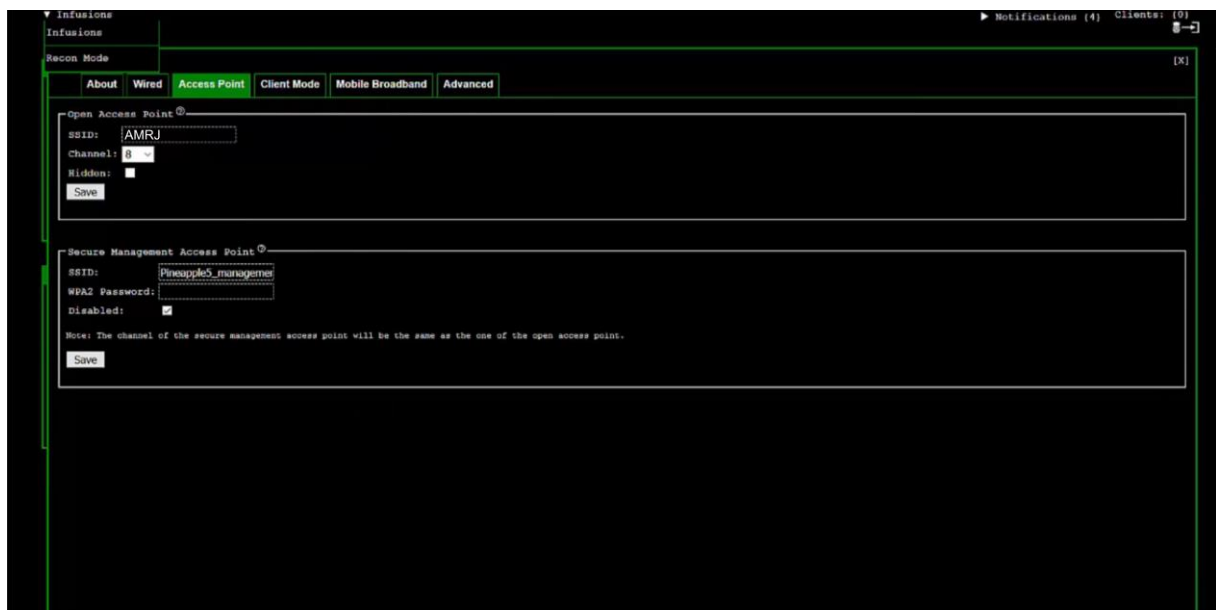 ▼ Infusions ▶ Notifications (4) Clients: (0)
Infusions
Recon Mode [X]
About Wired Access Point Client Mode Mobile Broadband Advanced
Open Access Point
SSID: AMRJ
Channel: 8
Hidden:
Save
Secure Management Access Point
SSID: Pineapple5_managemer
WPA2 Password:
Disabled:
Note: The channel of the secure management access point will be the same as the one of the open access point.
Save